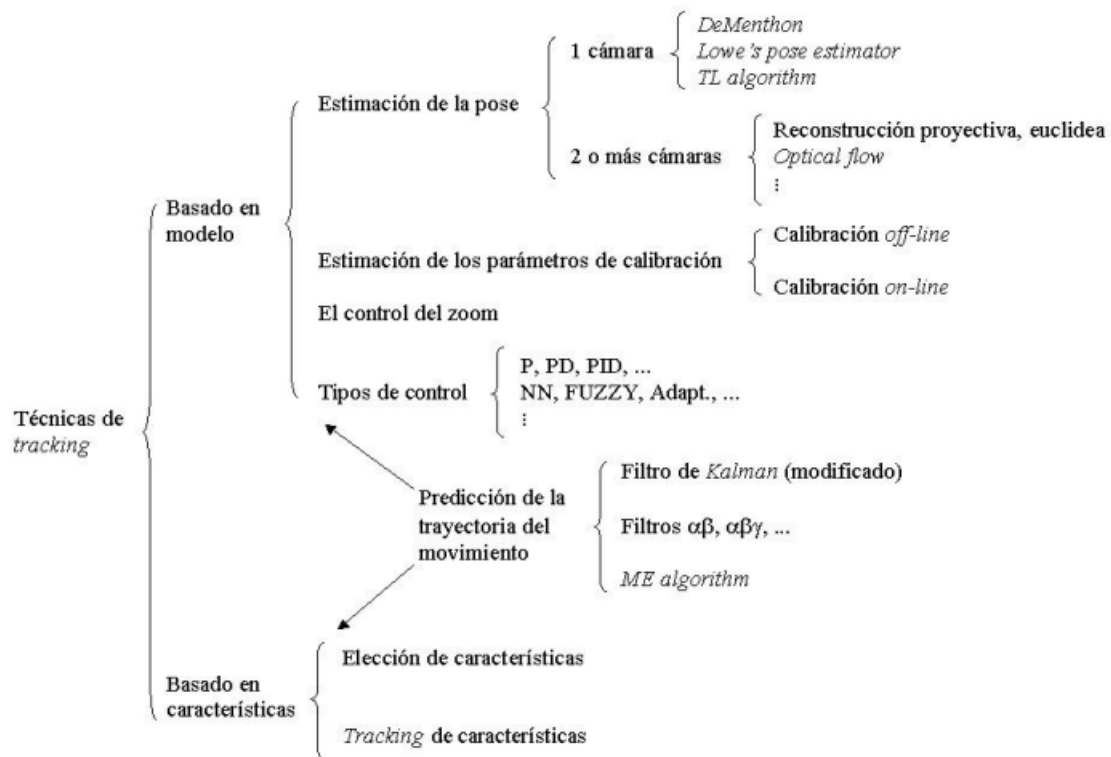 DeMenthon
1 cámara
Lowe's pose estimator
TL algorithm
Estimación de la pose
Reconstrucción proyectiva, euclidea
2 o más cámaras
Optical flow
⋮
Basado en
modelo
Calibración off-line
Estimación de los parámetros de calibración
Calibración on-line
El control del zoom
P, PD, PID, ...
Tipos de control
NN, FUZZY, Adapt., ...
⋮
Técnicas de
tracking
Filtro de Kalman (modificado)
Predicción de la
trayectoria del
movimiento
Filtros αβ, αβγ, ...
ME algorithm
Elección de características
Basado en
características
Tracking de características